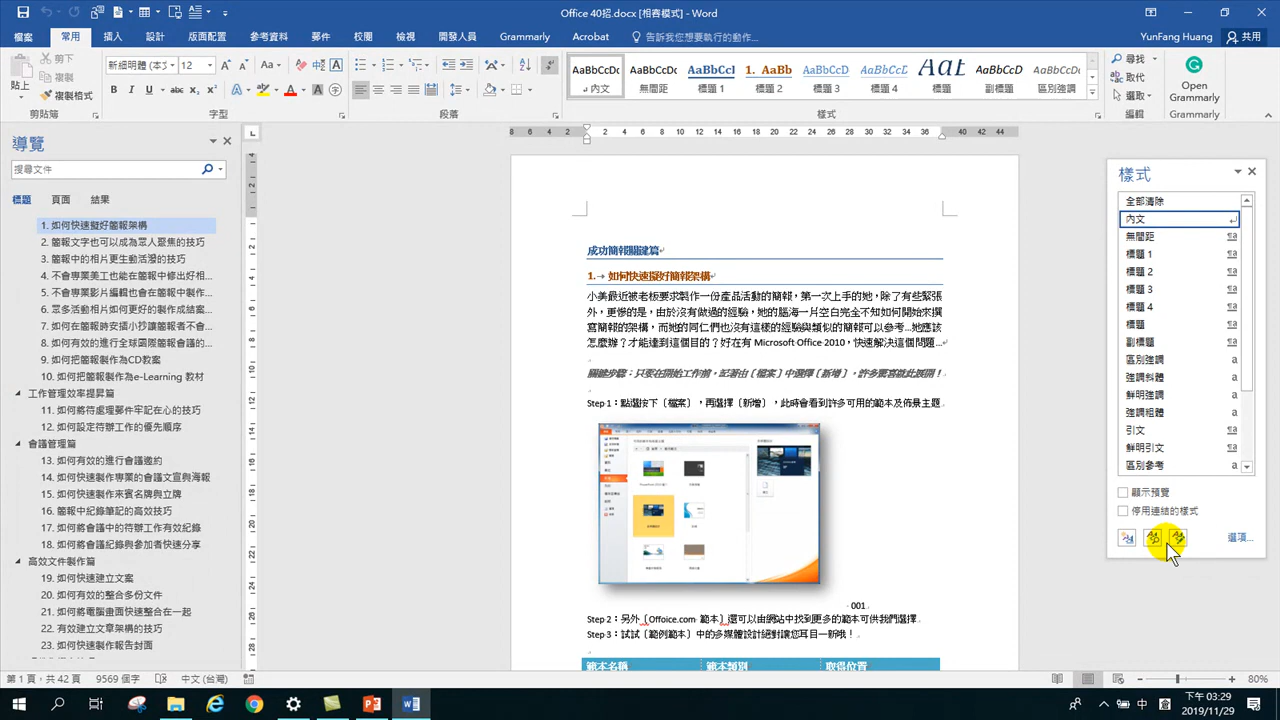 Office 40招.docx [相容模式] - Word
檔案 常用 插入 設計 版面配置 參考資料 郵件 校閱 檢視 開發人員 Grammarly Acrobat 告訴我您想要執行的動作... YunFang Huang 共用
貼上 剪下 複製 複製格式
新細明體 (本文 12
AaBbCcDc 內文
AaBbCcDc 無間距
AaBbCcI 標題 1
1. AaBb 標題 2
AaBbCcD 標題 3
AaBbCcD 標題 4
AaB 標題
AaBbCcD 副標題
AaBbCcD 區別強調
尋找 取代 選取
Open Grammarly
剪貼簿 字型 段落 樣式 編輯 Grammarly
導覽
搜尋文件
標題 頁面 結果
1. 如何快速擬好簡報架構
2. 簡報文字也可以成為眾人聚焦的技巧
3. 簡報中的相片更生動活潑的技巧
4. 不會專業美工也能在簡報中修出好相...
5. 不會專業影片編輯也會在簡報中製作...
6. 眾多活動相片如何更好的製作成結案...
7. 如何在簡報時安插小抄讓簡報者不會...
8. 如何有效的進行全球國際簡報會議的...
9. 如何把簡報製作為CD教案
10. 如何把簡報製作為e-Learning 教材
工作管理效率提昇篇
11. 如何將待處理郵件牢記在心的技巧
12. 如何設定待辦工作的優先順序
會議管理篇
13. 如何有效的進行會議邀約
14. 如何快速製作專業的會議文宣與海報
15. 如何快速製作來賓名牌與立牌
16. 會議中紀錄筆記的高效技巧
17. 如何將會議中的待辦工作有效紀錄
18. 如何將會議紀錄與參加者快速分享
高效文件製作篇
19. 如何快速建立文案
20. 如何有效的整合多份文件
21. 如何將電腦畫面快速整合在一起
22. 有效建立文章架構的技巧
23. 如何快速製作報告封面
8 6 4 2 2 4 6 8 10 12 14 16 18 20 22 24 26 28 30 32 34 36 40 42 44
成功簡報關鍵篇
1. 如何快速擬好簡報架構
小美最近被老板要求製作一份產品活動的簡報，第一次上手的她，除了有些緊張
外，更慘的是，由於沒有做過的經驗，她的腦海一片空白完全不知如何開始來撰
寫簡報的架構，而她的同仁們也沒有這樣的經驗與類似的簡報可以參考...她應該
怎麼辦？才能達到這個目的？好在有 Microsoft Office 2010，快速解決這個問題...
關鍵步驟：只要在開始工作前，記著由〔檔案〕中選擇〔新增〕，許多驚喜就此展開！
Step 1：點選按下〔檔案〕，再選擇〔新增〕，此時會看到許多可用的範本及佈景主題
001
Step 2：另外〔Offoice.com 範本〕還可以由網站中找到更多的範本可供我們選擇
Step 3：試試〔範例範本〕中的多媒體設計絕對讓您耳目一新哦！
範本名稱 範本類別 取得位置
樣式
全部清除
內文
無間距
標題 1
標題 2
標題 3
標題 4
標題
副標題
區別強調
強調斜體
鮮明強調
強調粗體
引文
鮮明引文
區別參考
顯示預覽
停用連結的樣式
選項...
第 1 頁，共 42 頁 9569 個字 中文 (台灣) 80%
中 下午 03:29
2019/11/29